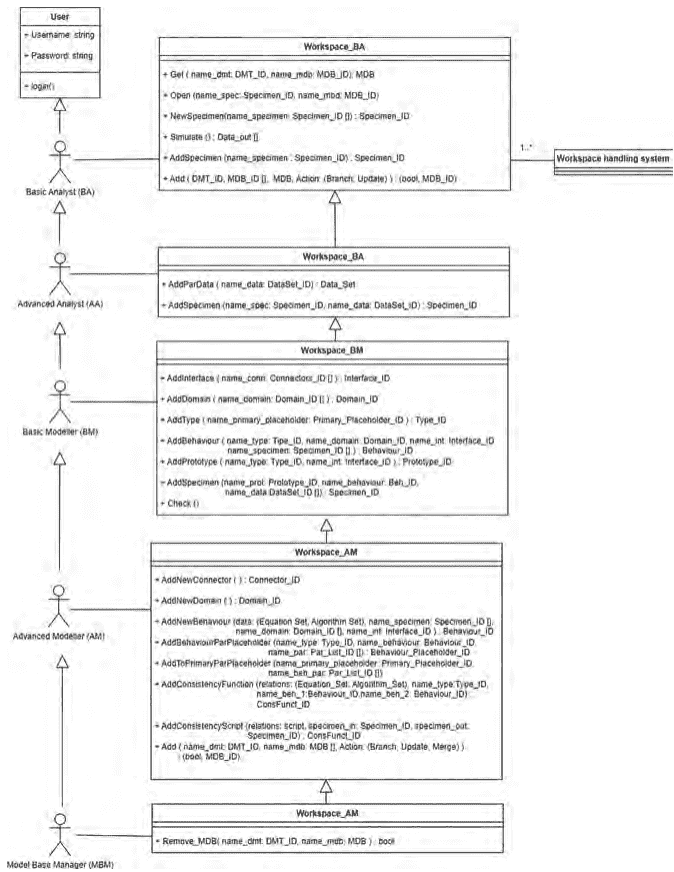 User
+ Username: string
+ Password: string
+ login()
Workspace_BA
+ Get ( name_dmt: DMT_ID, name_mdb: MDB_ID): MDB
+ Open (name_spec: Specimen_ID, name_mbd: MDB_ID)
+ NewSpecimen(name_specimen: Specimen_ID []) : Specimen_ID
+ Simulate () : Data_out []
+ AddSpecimen (name_specimen : Specimen_ID) : Specimen_ID
+ Add ( DMT_ID, MDB_ID [], MDB, Action: (Branch, Update) ) : (bool, MDB_ID)
1..*
Workspace handling system
Basic Analyst (BA)
Workspace_BA
+ AddParData ( name_data: DataSet_ID) : Data_Set
+ AddSpecimen (name_spec: Specimen_ID, name_data: DataSet_ID) : Specimen_ID
Advanced Analyst (AA)
Workspace_BM
+ AddInterface ( name_conn: Connectors_ID [] ) : Interface_ID
+ AddDomain ( name_domain: Domain_ID [] ) : Domain_ID
+ AddType ( name_primary_placeholder: Primary_Placeholder_ID ) : Type_ID
+ AddBehaviour ( name_type: Tipe_ID, name_domain: Domain_ID, name_int: Interface_ID
name_specimen: Specimen_ID [] ) : Behaviour_ID
+ AddPrototype ( name_type: Type_ID, name_int: Interface_ID ) : Prototype_ID
+ AddSpecimen (name_prot: Prototype_ID, name_behaviour: Beh_ID,
name_data:DataSet_ID []) : Specimen_ID
+ Check ()
Basic Modeller (BM)
Workspace_AM
+ AddNewConnector ( ) : Connector_ID
+ AddNewDomain ( ) : Domain_ID
+ AddNewBehaviour (data: (Equation Set, Algorithm Set), name_specimen: Specimen_ID [],
name_domain: Domain_ID [], name_int: Interface_ID ) : Behaviour_ID
+ AddBehaviourParPlaceholder (name_type: Type_ID, name_behaviour: Behaviour_ID,
name_par: Par_List_ID []) : Behaviour_Placeholder_ID
+ AddToPrimaryParPlaceholder (name_primary_placeholder: Primary_Placeholder_ID,
name_beh_par: Par_List_ID [])
+ AddConsistencyFunction (relations: (Equation_Set, Algorithm_Set), name_type:Type_ID,
name_beh_1:Behaviour_ID,name_ben_2: Behaviour_ID) :
ConsFunct_ID
+ AddConsistencyScript (relations: script, specimen_in: Specimen_ID, specimen_out:
Specimen_ID) : ConsFunct_ID
+ Add ( name_dmt: DMT_ID, name_mdb: MDB [], Action: (Branch, Update, Merge) )
: (bool, MDB_ID)
Advanced Modeller (AM)
Workspace_AM
+ Remove_MDB( name_dmt: DMT_ID, name_mdb: MDB ) : bool
Model Base Manager (MBM)